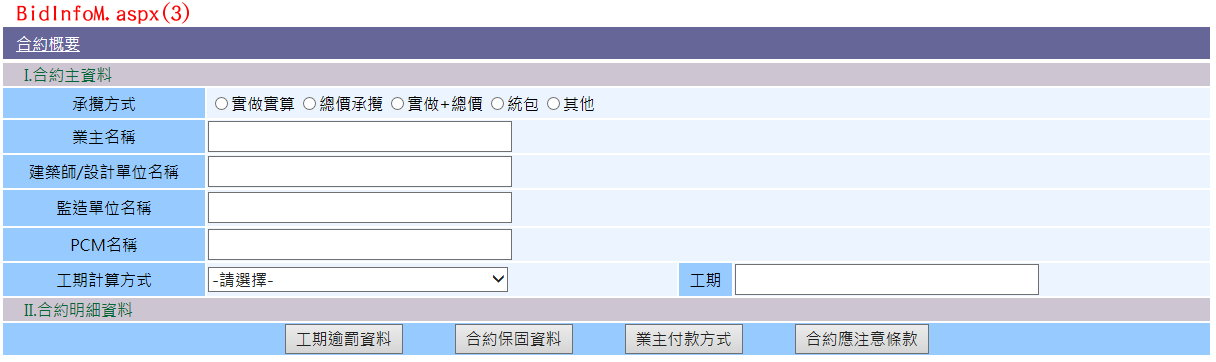 BidInfoM.aspx(3)
合約概要
I.合約主資料
承攬方式 實做實算 總價承攬 實做+總價 統包 其他
業主名稱
建築師/設計單位名稱
監造單位名稱
PCM名稱
工期計算方式 -請選擇- 工期
II.合約明細資料
工期逾罰資料 合約保固資料 業主付款方式 合約應注意條款